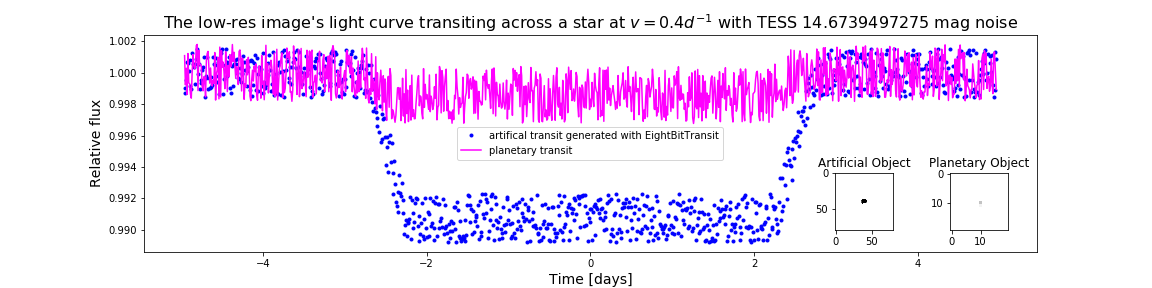 The low-res image's light curve transiting across a star at v = 0.4d⁻¹ with TESS 14.6739497275 mag noise
1.002
1.000
0.998
0.996
0.994
0.992
0.990
Relative flux
artifical transit generated with EightBitTransit
planetary transit
Artificial Object
0
50
0
50
Planetary Object
0
10
0
10
−4
−2
0
2
4
Time [days]